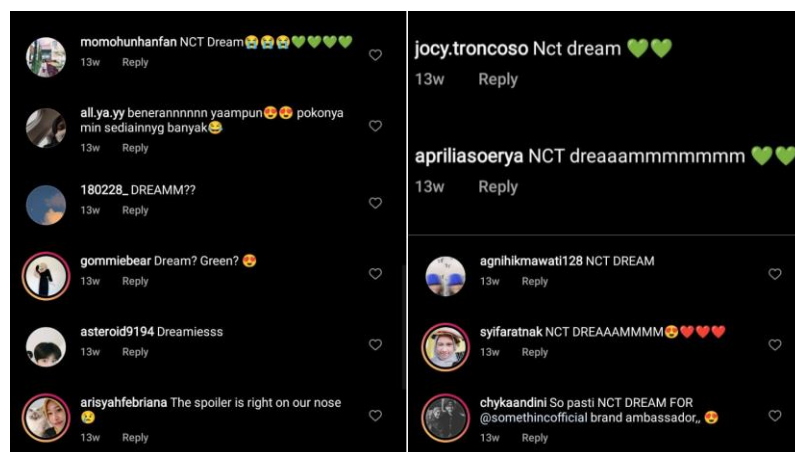 momohunhanfan NCT Dream😭😭😭💚💚💚💚
13w Reply
all.ya.yy benerannnnnn yaampun😍😍 pokonya
min sediainnyg banyak😂
13w Reply
180228_ DREAMM??
13w Reply
gommiebear Dream? Green? 😍
13w Reply
asteroid9194 Dreamiesss
13w Reply
arisyahfebriana The spoiler is right on our nose
😢
13w Reply
jocy.troncoso Nct dream 💚💚
13w Reply
apriliasoerya NCT dreaaammmmmmm 💚💚
13w Reply
agnihikmawati128 NCT DREAM
13w Reply
syifaratnak NCT DREAAAMMMM😍❤️❤️❤️
13w Reply
chykaandini So pasti NCT DREAM FOR
@somethincofficial brand ambassador,, 😍
13w Reply